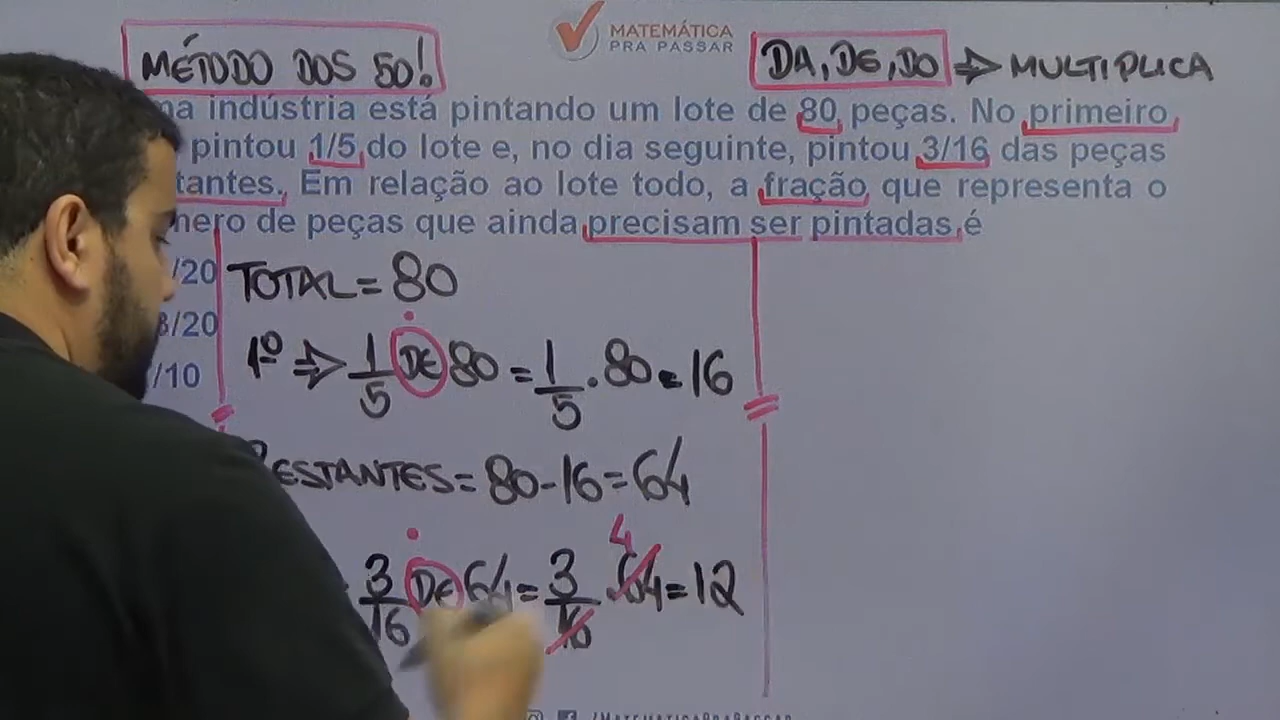 MATEMÁTICA
PRA PASSAR
MÉTODO DOS 50!
DA, DE, DO ⇒ MULTIPLICA
indústria está pintando um lote de 80 peças. No primeiro
pintou 1/5 do lote e, no dia seguinte, pintou 3/16 das peças
tantes. Em relação ao lote todo, a fração que representa o
mero de peças que ainda precisam ser pintadas é
/20
3/20
/10
TOTAL = 80
1º ⇒ 1/5 DE 80 = 1/5 . 80 = 16
RESTANTES = 80 - 16 = 64
4
3/16 DE 64 = 3/16 . 64 = 12
/MATEMATICAPRAPASSAR